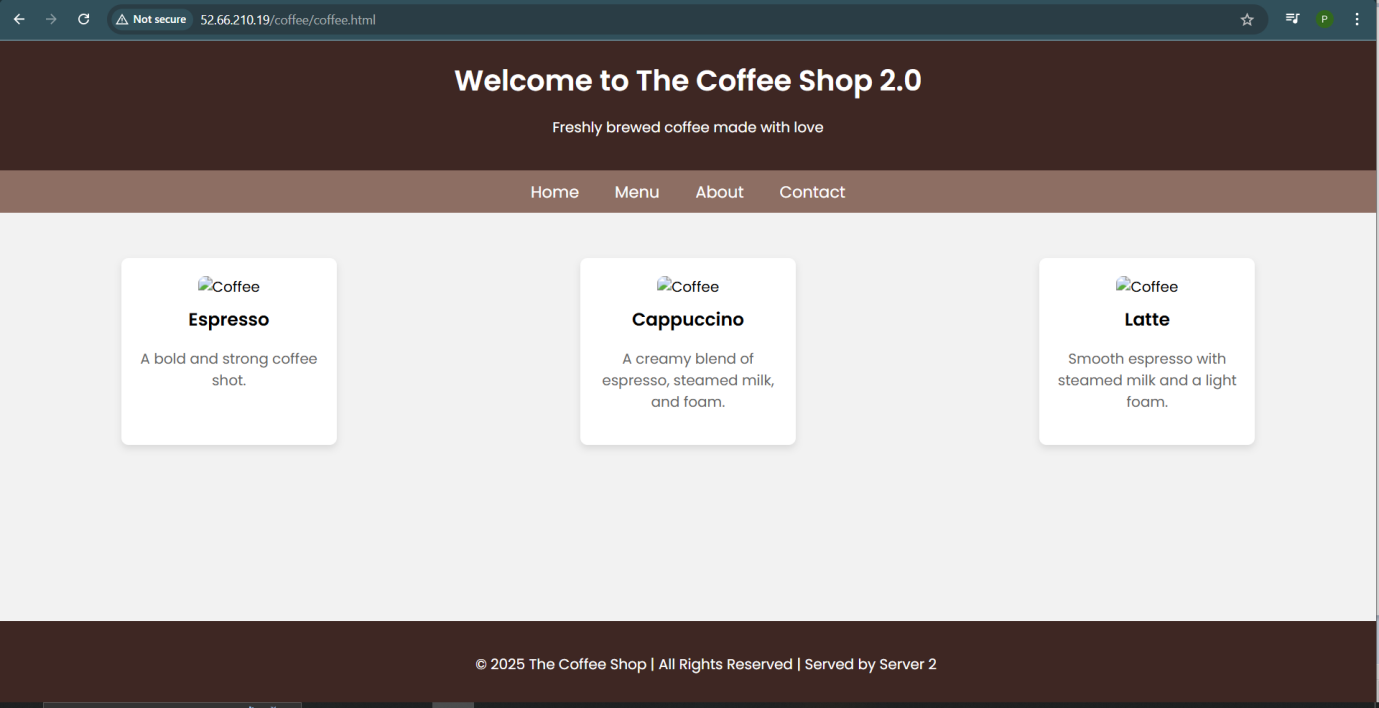 Not secure 52.66.210.19/coffee/coffee.html
P
Welcome to The Coffee Shop 2.0
Freshly brewed coffee made with love
Home Menu About Contact
Coffee
Espresso
A bold and strong coffee
shot.
Coffee
Cappuccino
A creamy blend of
espresso, steamed milk,
and foam.
Coffee
Latte
Smooth espresso with
steamed milk and a light
foam.
© 2025 The Coffee Shop | All Rights Reserved | Served by Server 2